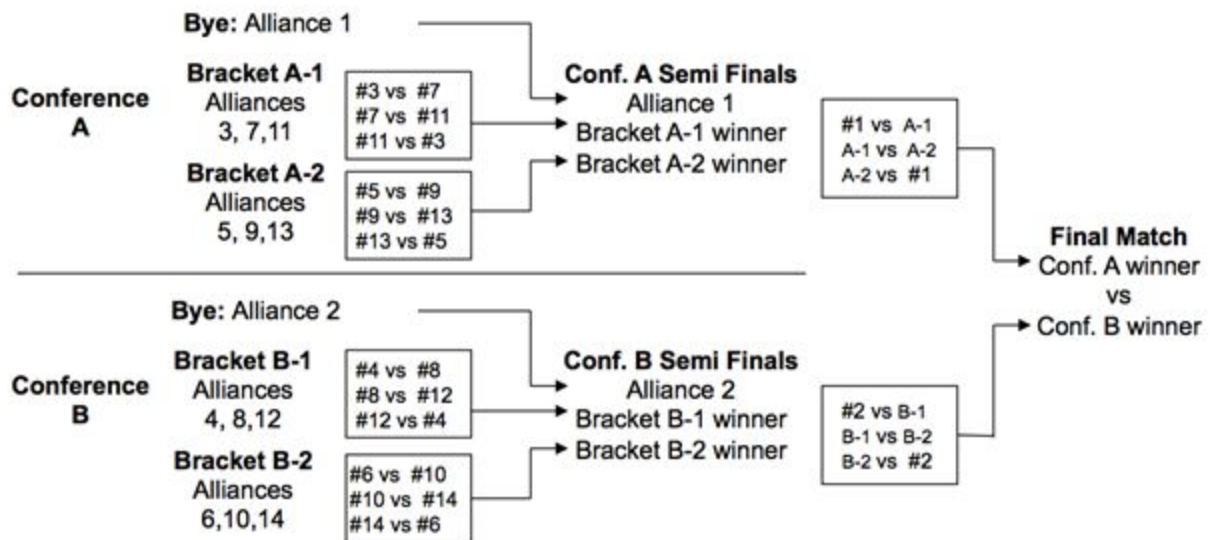 Bye: Alliance 1
Conference
A
Bracket A-1
Alliances
3, 7,11
#3 vs #7
#7 vs #11
#11 vs #3
Bracket A-2
Alliances
5, 9,13
#5 vs #9
#9 vs #13
#13 vs #5
Conf. A Semi Finals
Alliance 1
Bracket A-1 winner
Bracket A-2 winner
#1 vs A-1
A-1 vs A-2
A-2 vs #1
Bye: Alliance 2
Conference
B
Bracket B-1
Alliances
4, 8,12
#4 vs #8
#8 vs #12
#12 vs #4
Bracket B-2
Alliances
6,10,14
#6 vs #10
#10 vs #14
#14 vs #6
Conf. B Semi Finals
Alliance 2
Bracket B-1 winner
Bracket B-2 winner
#2 vs B-1
B-1 vs B-2
B-2 vs #2
Final Match
Conf. A winner
vs
Conf. B winner